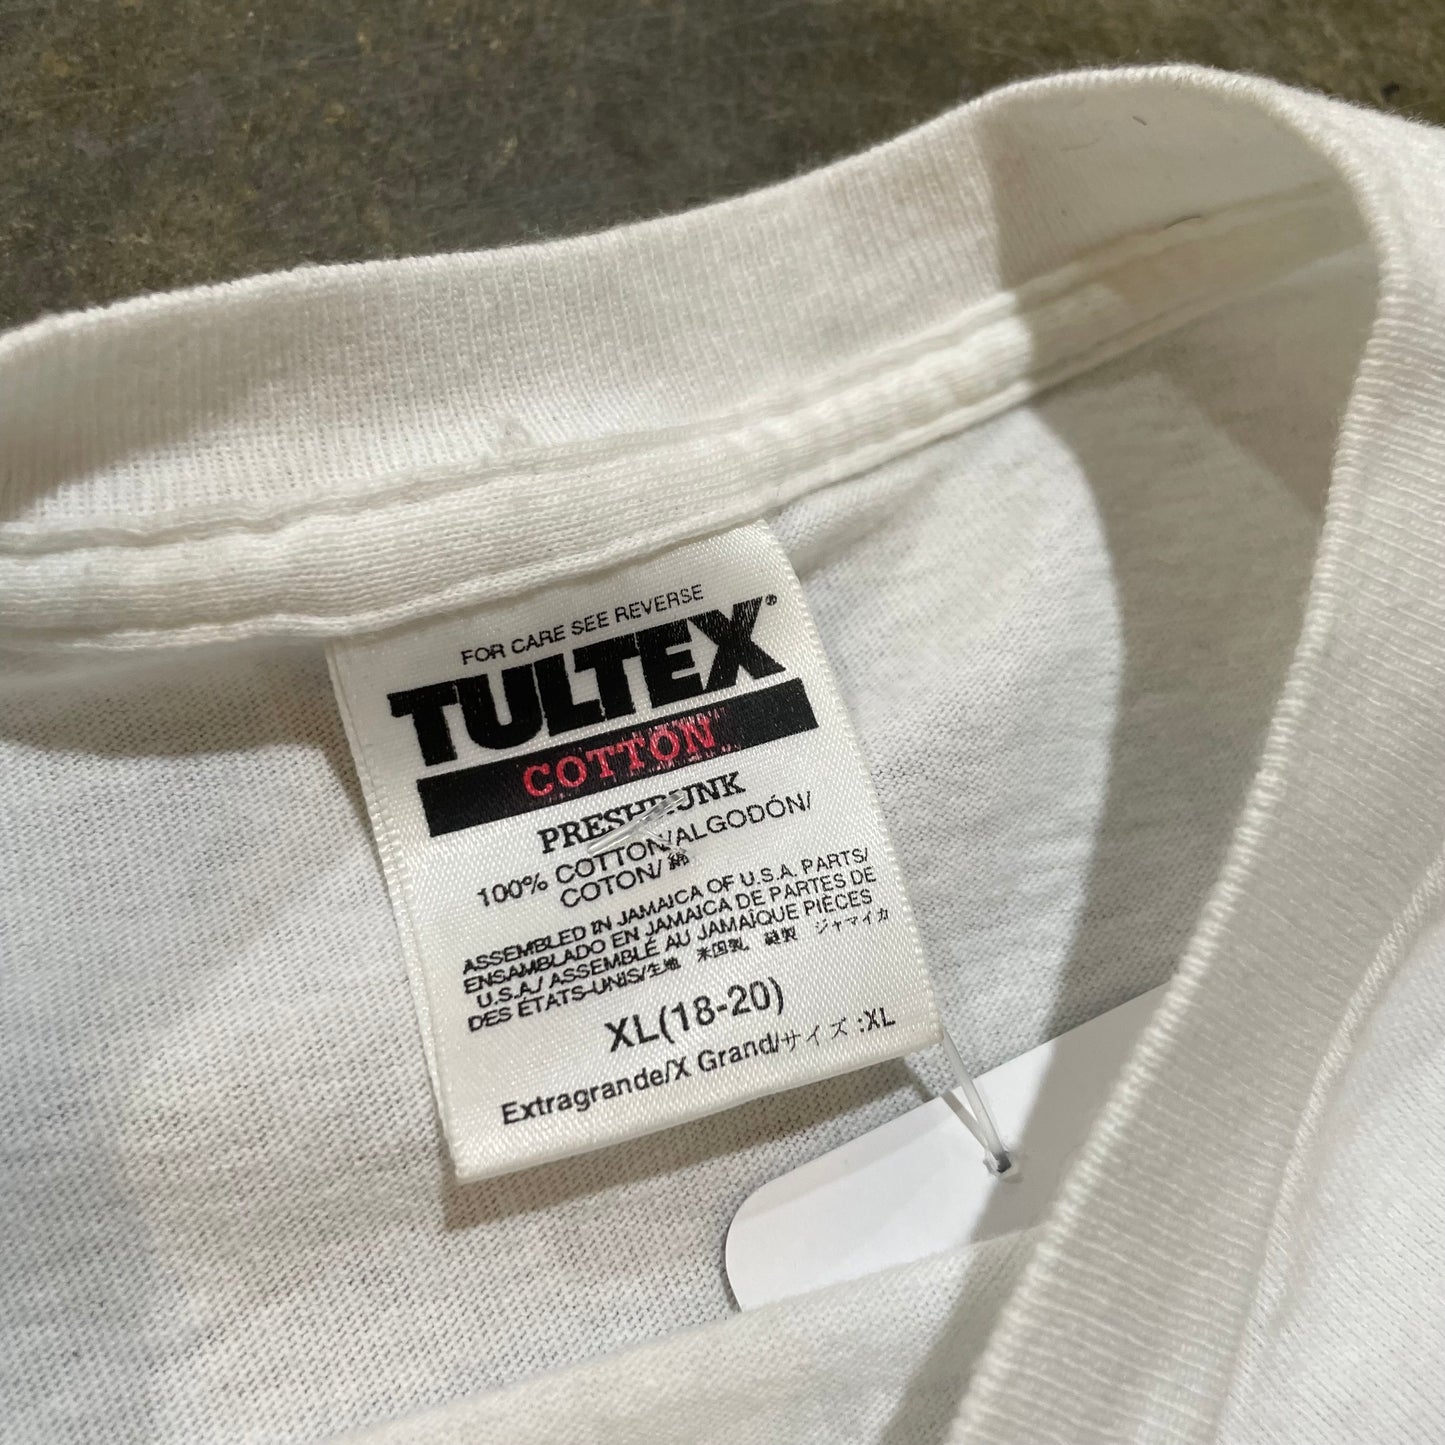 FOR CARE SEE REVERSE
TULTEX®
COTTON
PRESHRUNK
100% COTTON/ALGODÓN/
COTON/ 綿
ASSEMBLED IN JAMAICA OF U.S.A. PARTS/
ENSAMBLADO EN JAMAICA DE PARTES DE
U.S.A./ ASSEMBLÉ AU JAMAÏQUE PIÈCES
DES ÉTATS-UNIS/生地 米国製, 縫製 ジャマイカ
XL(18-20)
Extragrande/X Grand/サイズ:XL